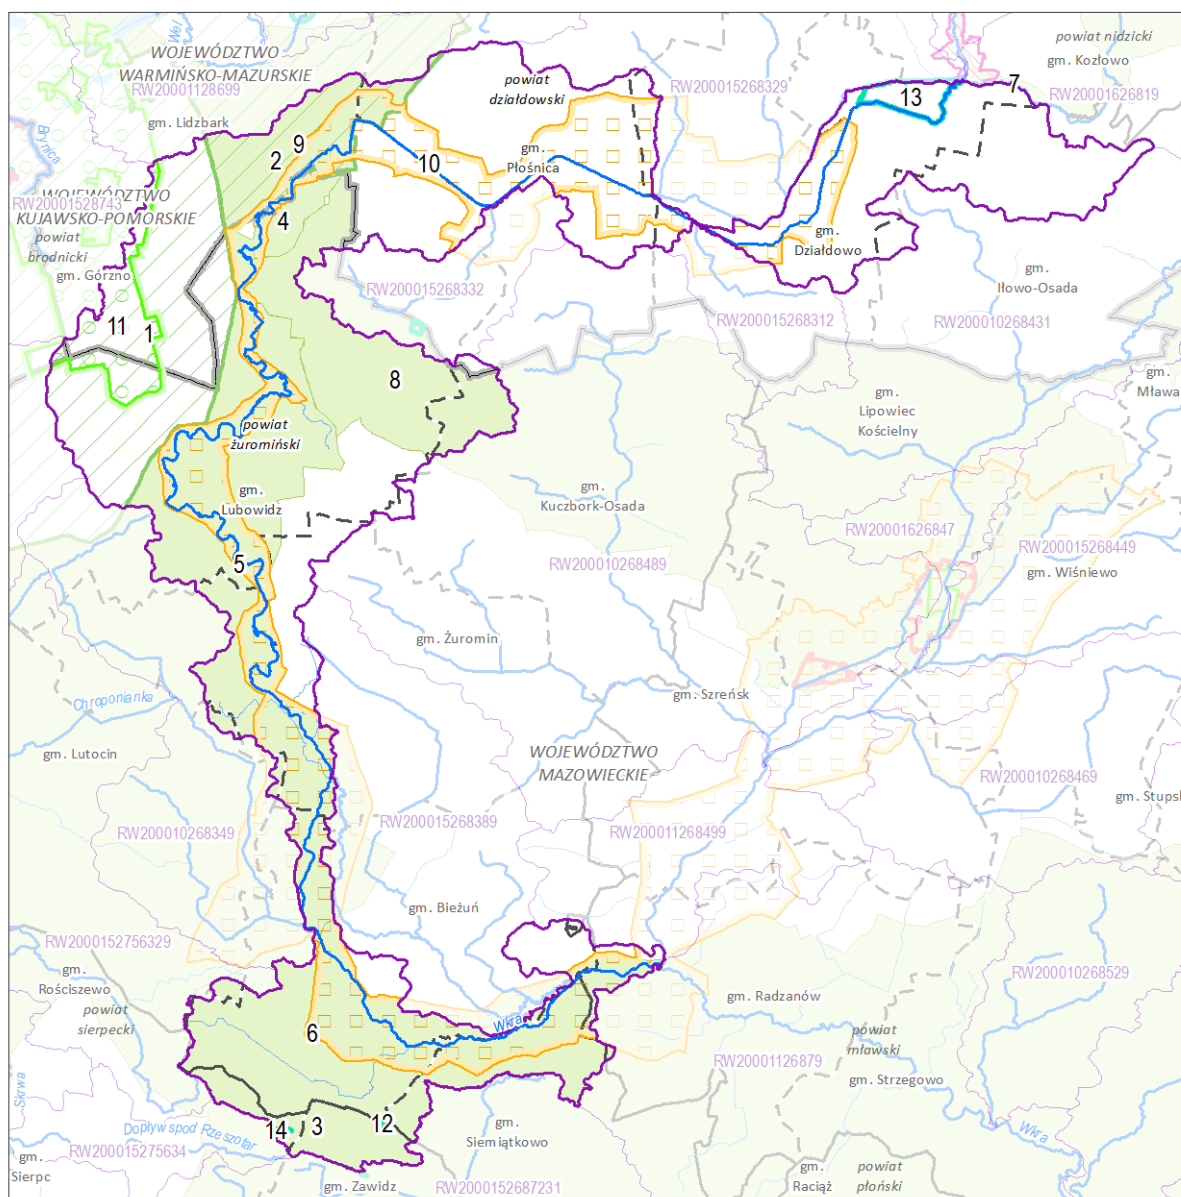 Wel
WOJEWÓDZTWO
WARMIŃSKO-MAZURSKIE
RW20001128699
gm. Lidzbark
Brynica
powiat
działdowski
RW200015268329
powiat nidzicki
gm. Kozłowo
7
RW20001626819
13
9
2
10
gm.
Płośnica
4
WOJEWÓDZTWO
RW20001528743
KUJAWSKO-POMORSKIE
powiat
brodnicki
gm. Górzno
gm.
Działdowo
gm.
Iłowo-Osada
RW200015268332
RW200015268312
RW200010268431
11
1
8
gm.
Mława
gm.
Lipowiec
Kościelny
powiat
żuromiński
gm.
Lubowidz
gm.
Kuczbork-Osada
RW20001626847
RW200015268449
gm. Wiśniewo
5
RW200010268489
gm. Żuromin
Chroponianka
gm. Szreńsk
gm. Lutocin
WOJEWÓDZTWO
MAZOWIECKIE
RW200010268469
gm. Stupsk
RW200010268349
RW200015268389
RW200011268499
gm. Bieżuń
RW2000152756329
gm.
Rościszewo
powiat
sierpecki
RW200010268529
gm. Radzanów
Wkra
6
powiat
mławski
RW20001126879
gm. Strzegowo
Skrwa
14
3
12
Dopływ spod Rzeszotar
gm.
Siemiątkowo
Wkra
RW200015275634
gm.
Sierpc
gm. Zawidz
RW2000152687231
gm.
Raciąż
powiat
płoński